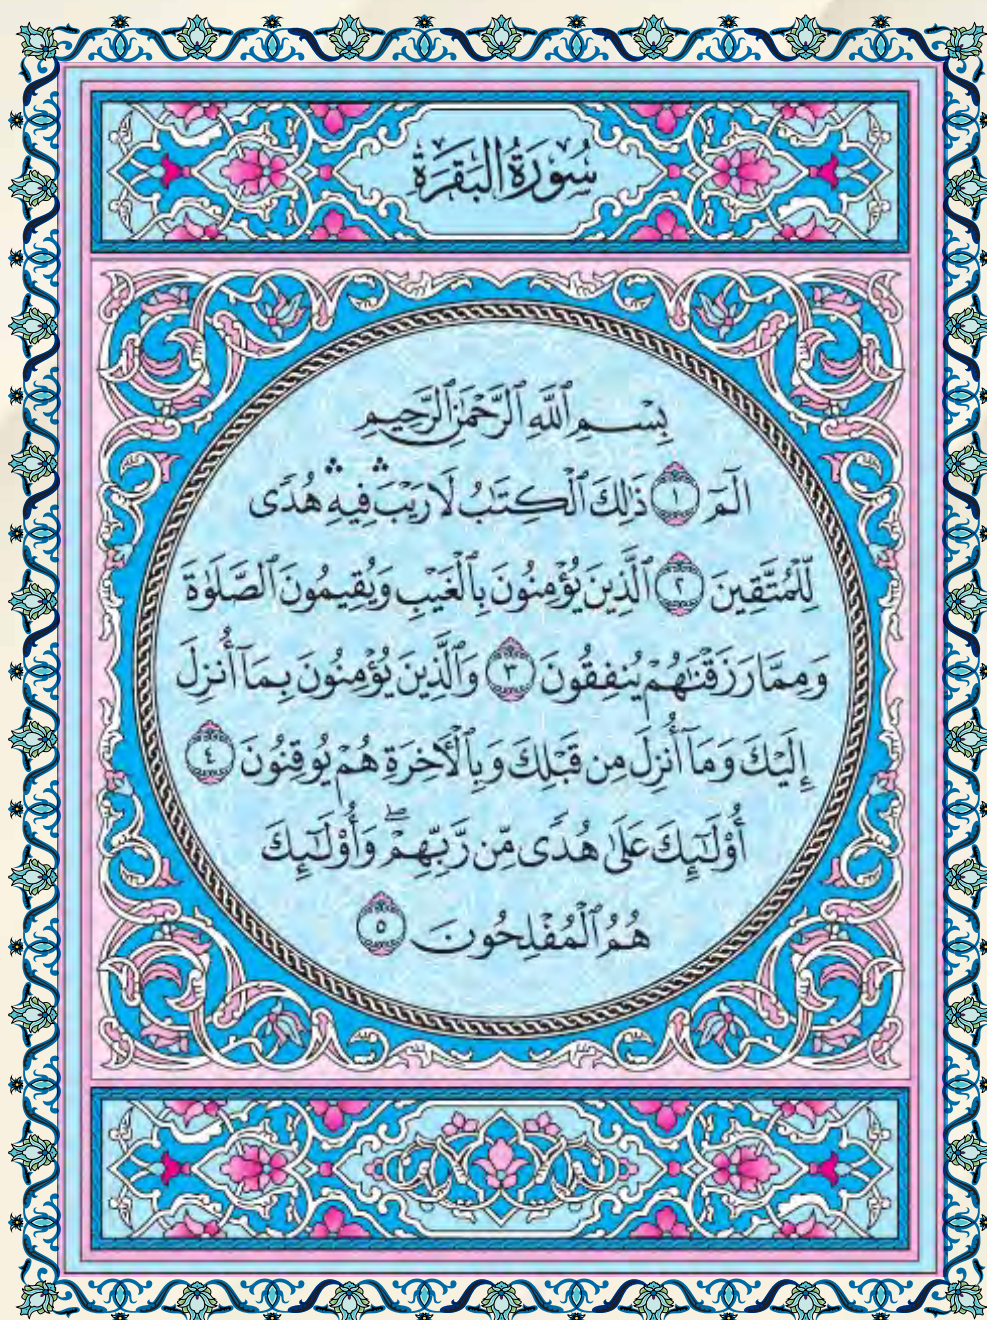 سُورَةُ الْبَقَرَةِ
بِسْمِ ٱللَّهِ ٱلرَّحْمَٰنِ ٱلرَّحِيمِ
الٓمٓ ١ ذَٰلِكَ ٱلْكِتَٰبُ لَا رَيْبَ ۛ فِيهِ ۛ هُدًى
لِّلْمُتَّقِينَ ٢ ٱلَّذِينَ يُؤْمِنُونَ بِٱلْغَيْبِ وَيُقِيمُونَ ٱلصَّلَوٰةَ
وَمِمَّا رَزَقْنَٰهُمْ يُنفِقُونَ ٣ وَٱلَّذِينَ يُؤْمِنُونَ بِمَآ أُنزِلَ
إِلَيْكَ وَمَآ أُنزِلَ مِن قَبْلِكَ وَبِٱلْأَخِرَةِ هُمْ يُوقِنُونَ ٤
أُو۟لَٰٓئِكَ عَلَىٰ هُدًى مِّن رَّبِّهِمْ ۖ وَأُو۟لَٰٓئِكَ
هُمُ ٱلْمُفْلِحُونَ ٥